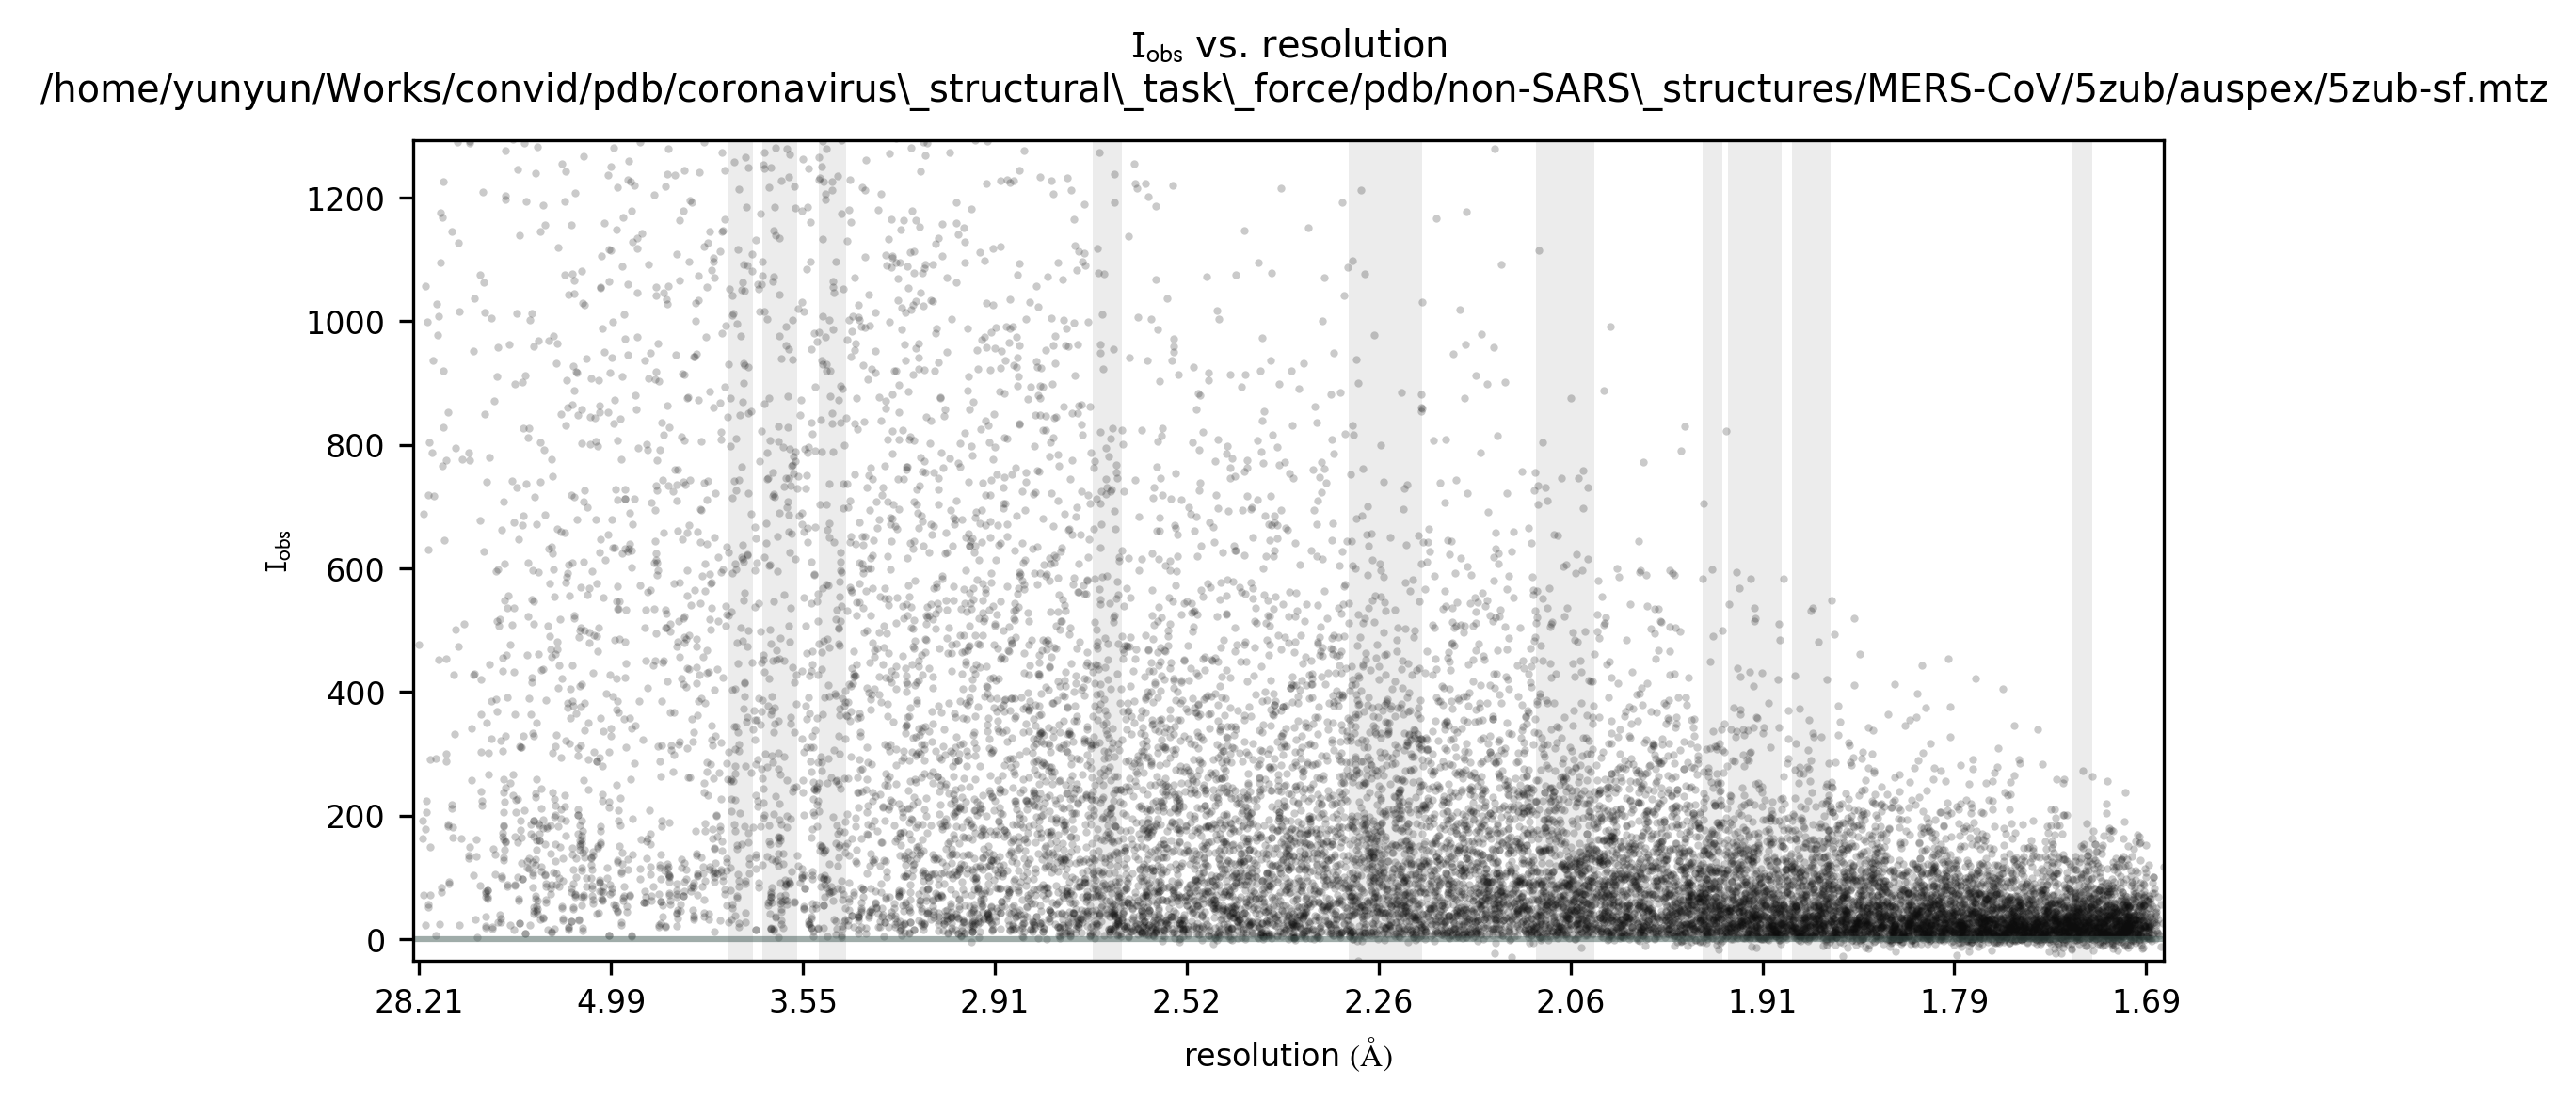 Iobs vs. resolution
/home/yunyun/Works/convid/pdb/coronavirus\_structural\_task\_force/pdb/non-SARS\_structures/MERS-CoV/5zub/auspex/5zub-sf.mtz
Iobs
1200
1000
800
600
400
200
0
28.21 4.99 3.55 2.91 2.52 2.26 2.06 1.91 1.79 1.69
resolution (Å)